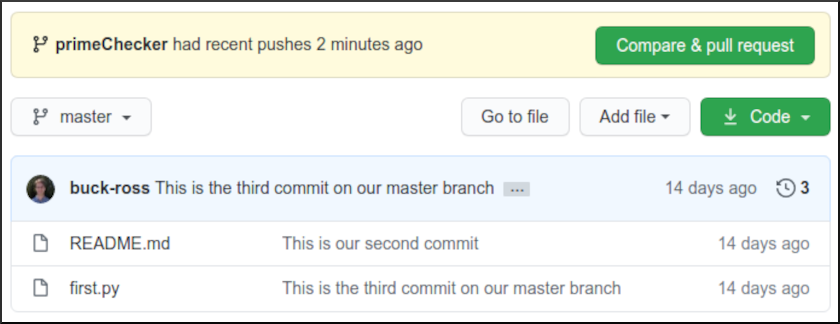 primeChecker had recent pushes 2 minutes ago Compare & pull request
master Go to file Add file Code
buck-ross This is the third commit on our master branch ... 14 days ago 3
README.md This is our second commit 14 days ago
first.py This is the third commit on our master branch 14 days ago